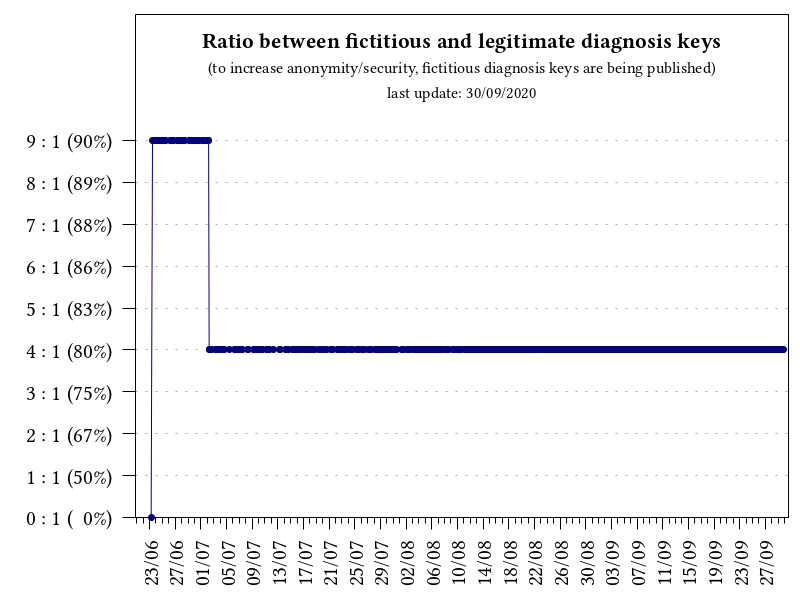 Ratio between fictitious and legitimate diagnosis keys
(to increase anonymity/security, fictitious diagnosis keys are being published)
last update: 30/09/2020
9 : 1 (90%)
8 : 1 (89%)
7 : 1 (88%)
6 : 1 (86%)
5 : 1 (83%)
4 : 1 (80%)
3 : 1 (75%)
2 : 1 (67%)
1 : 1 (50%)
0 : 1 (  0%)
23/06
27/06
01/07
05/07
09/07
13/07
17/07
21/07
25/07
29/07
02/08
06/08
10/08
14/08
18/08
22/08
26/08
30/08
03/09
07/09
11/09
15/09
19/09
23/09
27/09